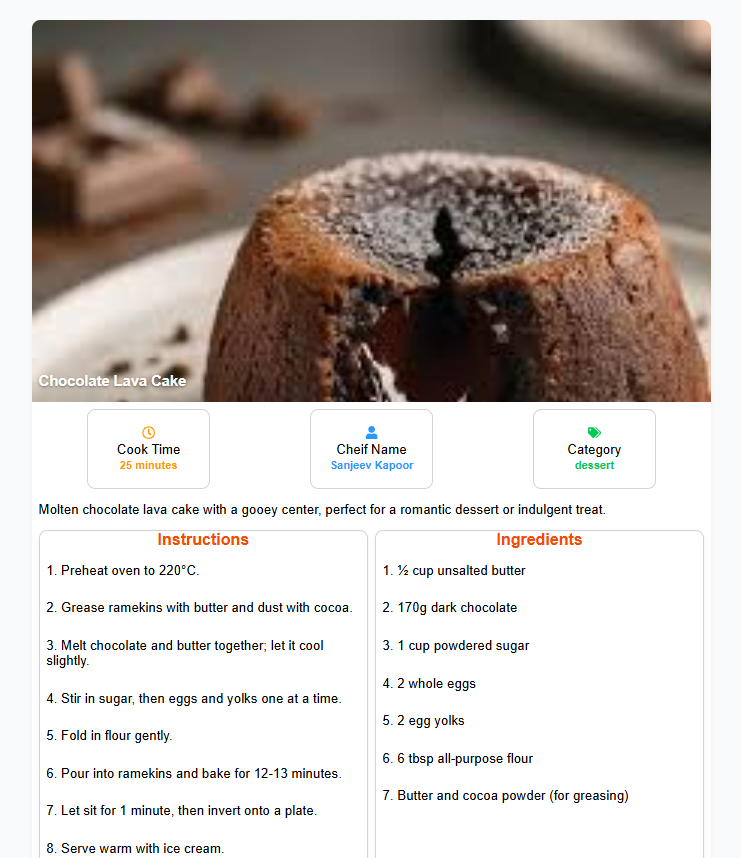 Chocolate Lava Cake
Cook Time
25 minutes
Cheif Name
Sanjeev Kapoor
Category
dessert
Molten chocolate lava cake with a gooey center, perfect for a romantic dessert or indulgent treat.
Instructions
1. Preheat oven to 220°C.
2. Grease ramekins with butter and dust with cocoa.
3. Melt chocolate and butter together; let it cool
slightly.
4. Stir in sugar, then eggs and yolks one at a time.
5. Fold in flour gently.
6. Pour into ramekins and bake for 12-13 minutes.
7. Let sit for 1 minute, then invert onto a plate.
8. Serve warm with ice cream.
Ingredients
1. ½ cup unsalted butter
2. 170g dark chocolate
3. 1 cup powdered sugar
4. 2 whole eggs
5. 2 egg yolks
6. 6 tbsp all-purpose flour
7. Butter and cocoa powder (for greasing)